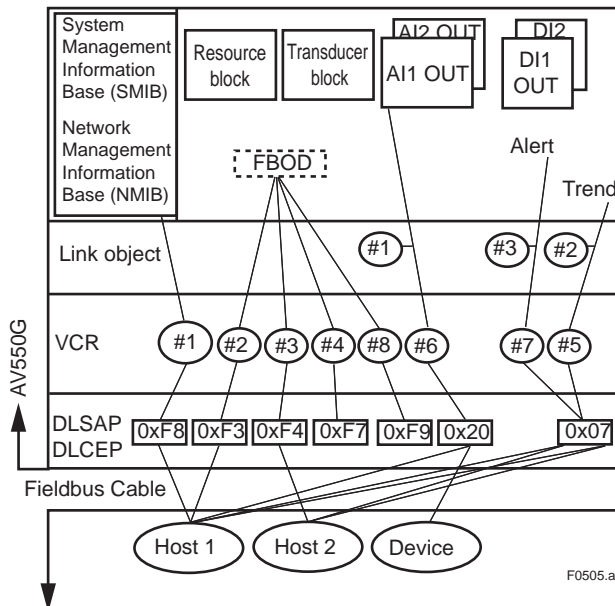 System
Management
Information
Base (SMIB)
Network
Management
Information
Base (NMIB)
Resource
block
Transducer
block
AI2 OUT
AI1 OUT
DI2
DI1
OUT
FBOD
Alert
Trend
Link object
#1
#3
#2
AV550G
VCR
#1
#2
#3
#4
#8
#6
#7
#5
DLSAP
DLCEP
0xF8
0xF3
0xF4
0xF7
0xF9
0x20
0x07
Fieldbus Cable
Host 1
Host 2
Device
F0505.a